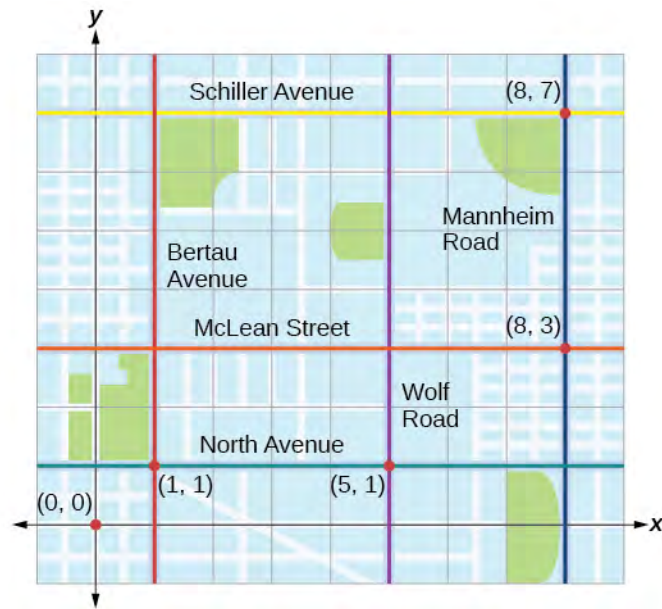 y
Schiller Avenue
(8, 7)
Mannheim
Road
Bertau
Avenue
McLean Street
(8, 3)
Wolf
Road
North Avenue
(0, 0)
(1, 1)
(5, 1)
x